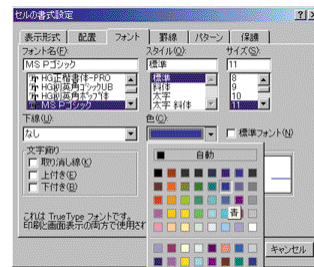 セルの書式設定
表示形式 配置 フォント 罫線 パターン 保護
フォント名(F): スタイル(O): サイズ(S):
MS Pゴシック 標準 11
HG正楷書体-PRO 標準 8
HG創英角ゴシックUB 斜体 9
HG創英角ポップ体 太字 10
MS Pゴシック 太字 斜体 11
下線(U): 色(C):
なし 標準フォント(N)
文字飾り 自動
取り消し線(K)
上付き(E)
下付き(B)
青
これは TrueType フォントです。
印刷と画面表示の両方で使用さ
キャンセル